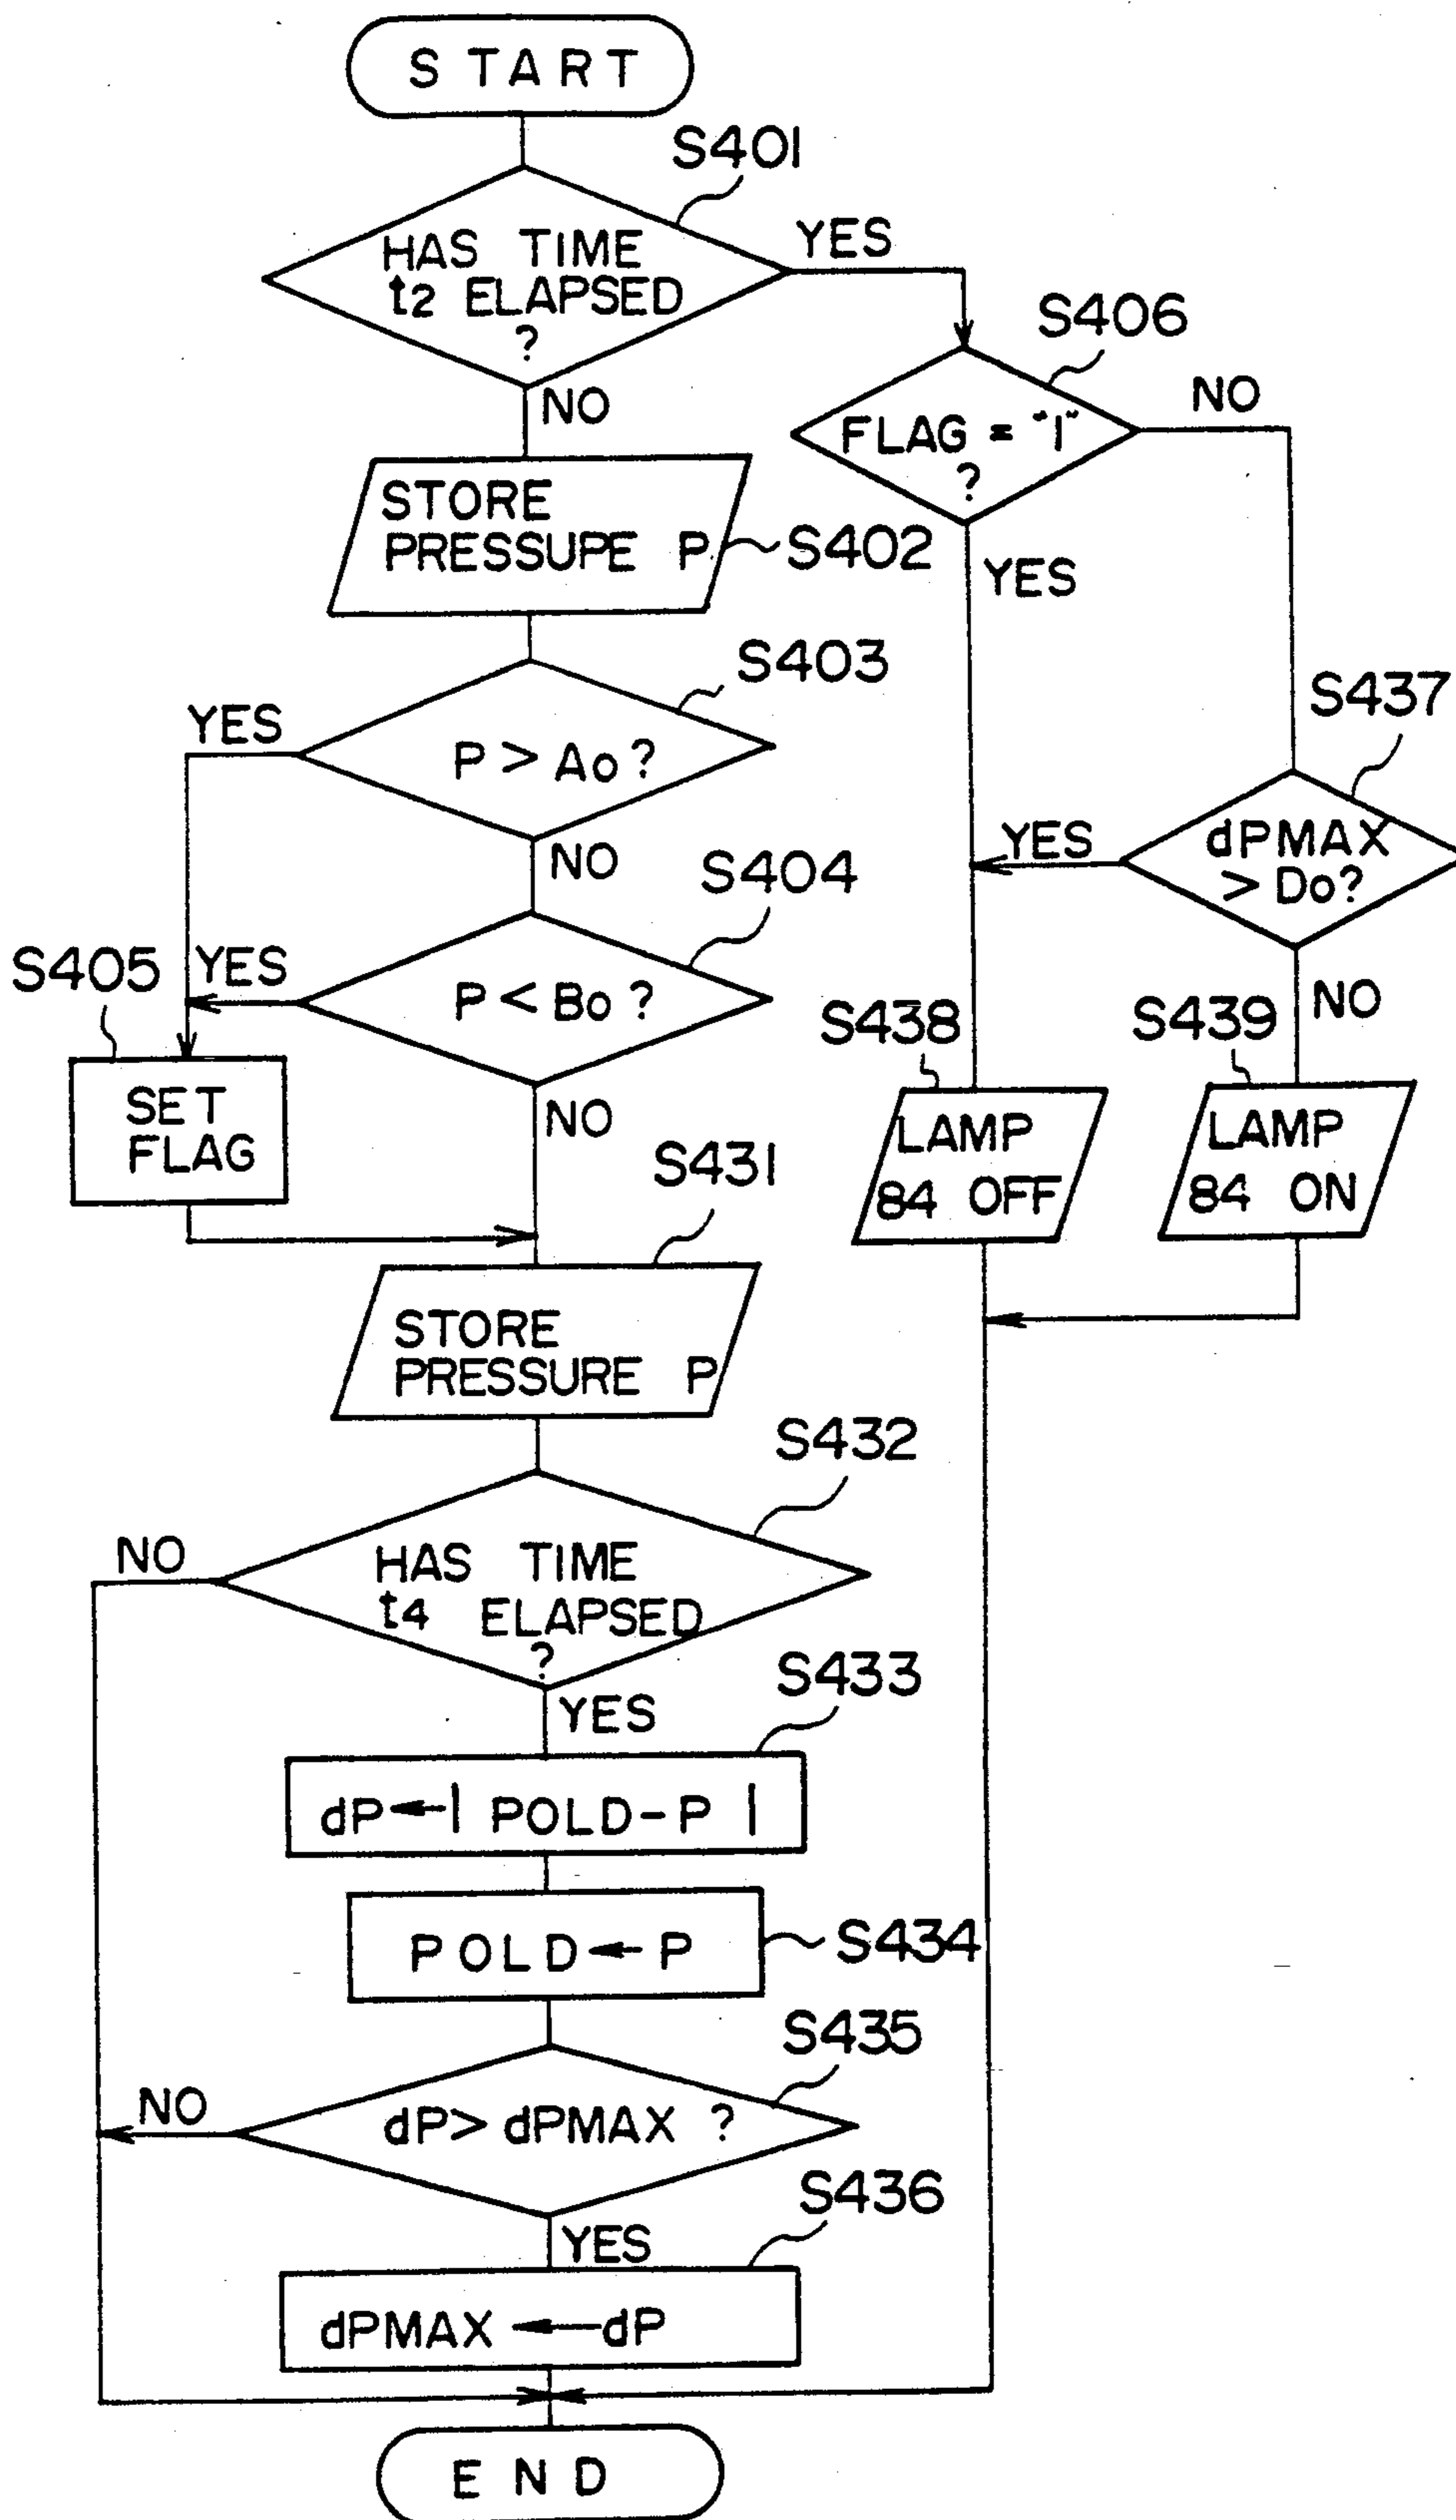 START
S401
HAS TIME
t2 ELAPSED
?
YES
NO
S406
FLAG = "1"
?
NO
YES
STORE
PRESSUPE P
S402
S403
P > Ao ?
YES
NO
S437
dPMAX
> Do?
YES
NO
S404
P < Bo ?
YES
NO
S405
SET
FLAG
S438
LAMP
84 OFF
S439
LAMP
84 ON
S431
STORE
PRESSURE P
S432
HAS TIME
t4 ELAPSED
?
NO
YES
S433
dP←| POLD-P |
POLD←P
S434
S435
dP> dPMAX ?
NO
YES
S436
dPMAX ←dP
END